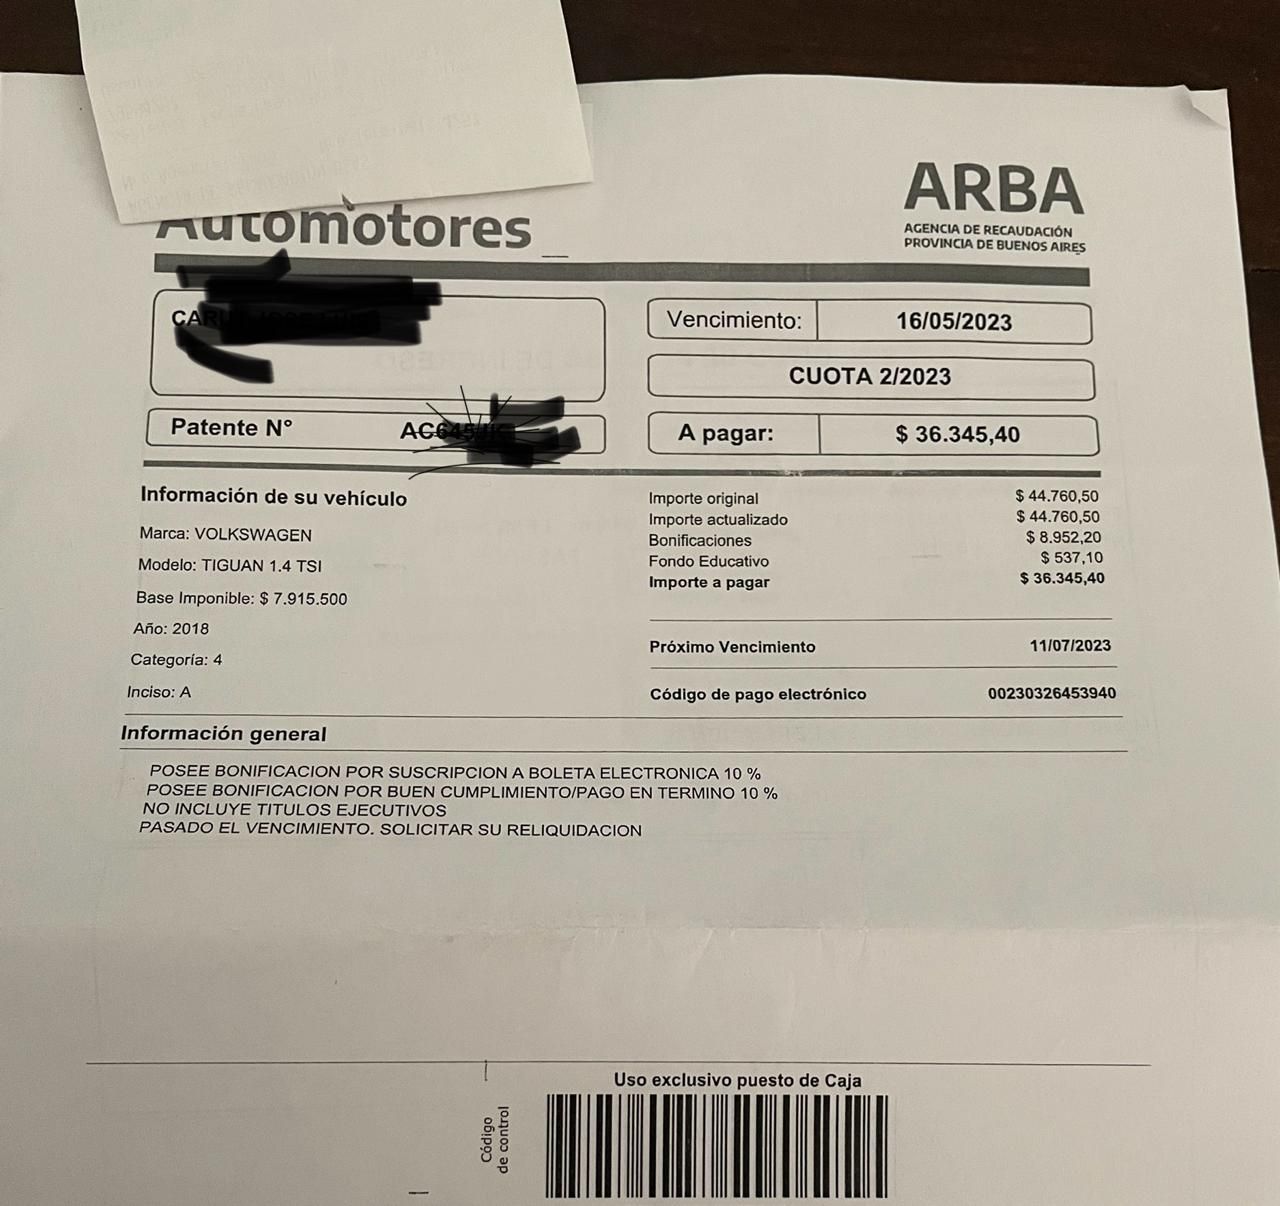 Automotores
ARBA
AGENCIA DE RECAUDACIÓN
PROVINCIA DE BUENOS AIRES
Vencimiento: 16/05/2023
CUOTA 2/2023
Patente N°
A pagar: $ 36.345,40
Información de su vehículo
Marca: VOLKSWAGEN
Modelo: TIGUAN 1.4 TSI
Base Imponible: $ 7.915.500
Año: 2018
Categoría: 4
Inciso: A
Importe original $ 44.760,50
Importe actualizado $ 44.760,50
Bonificaciones $ 8.952,20
Fondo Educativo $ 537,10
Importe a pagar $ 36.345,40
Próximo Vencimiento 11/07/2023
Código de pago electrónico 00230326453940
Información general
POSEE BONIFICACION POR SUSCRIPCION A BOLETA ELECTRONICA 10 %
POSEE BONIFICACION POR BUEN CUMPLIMIENTO/PAGO EN TERMINO 10 %
NO INCLUYE TITULOS EJECUTIVOS
PASADO EL VENCIMIENTO. SOLICITAR SU RELIQUIDACION
Uso exclusivo puesto de Caja
Código
de control